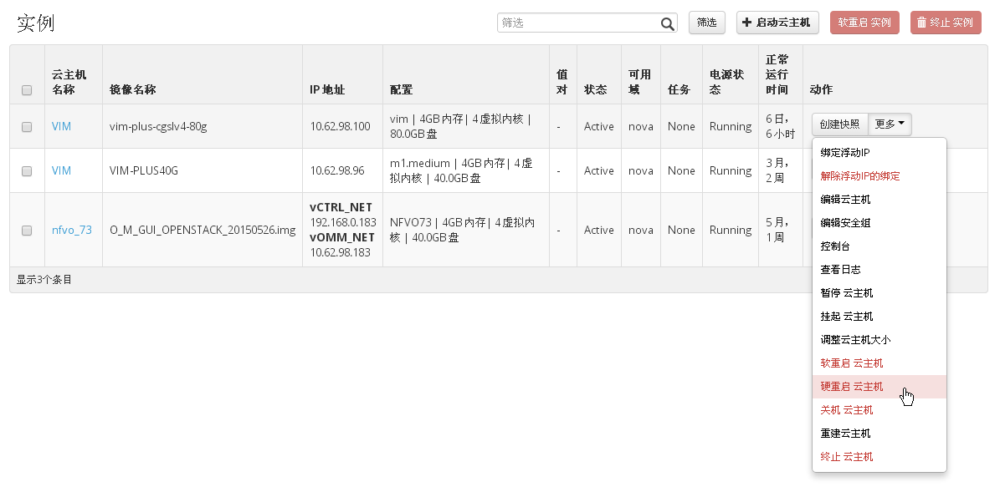 实例
筛选 筛选 启动云主机 软重启 实例 终止 实例
云主机名称 镜像名称 IP 地址 配置 值对 状态 可用域 任务 电源状态 正常运行时间 动作
VIM vim-plus-cgslv4-80g 10.62.98.100 vim | 4GB 内存 | 4 虚拟内核 | 80.0GB 盘 - Active nova None Running 6 日, 6 小时 创建快照 更多
VIM VIM-PLUS40G 10.62.98.96 m1.medium | 4GB 内存 | 4 虚拟内核 | 40.0GB 盘 - Active nova None Running 3 月, 2 周
nfvo_73 O_M_GUI_OPENSTACK_20150526.img vCTRL_NET 192.168.0.183 vOMM_NET 10.62.98.183 NFVO73 | 4GB 内存 | 4 虚拟内核 | 40.0GB 盘 - Active nova None Running 5 月, 1 周
显示3个条目
绑定浮动IP
解除浮动IP的绑定
编辑云主机
编辑安全组
控制台
查看日志
暂停 云主机
挂起 云主机
调整云主机大小
软重启 云主机
硬重启 云主机
关机 云主机
重建云主机
终止 云主机